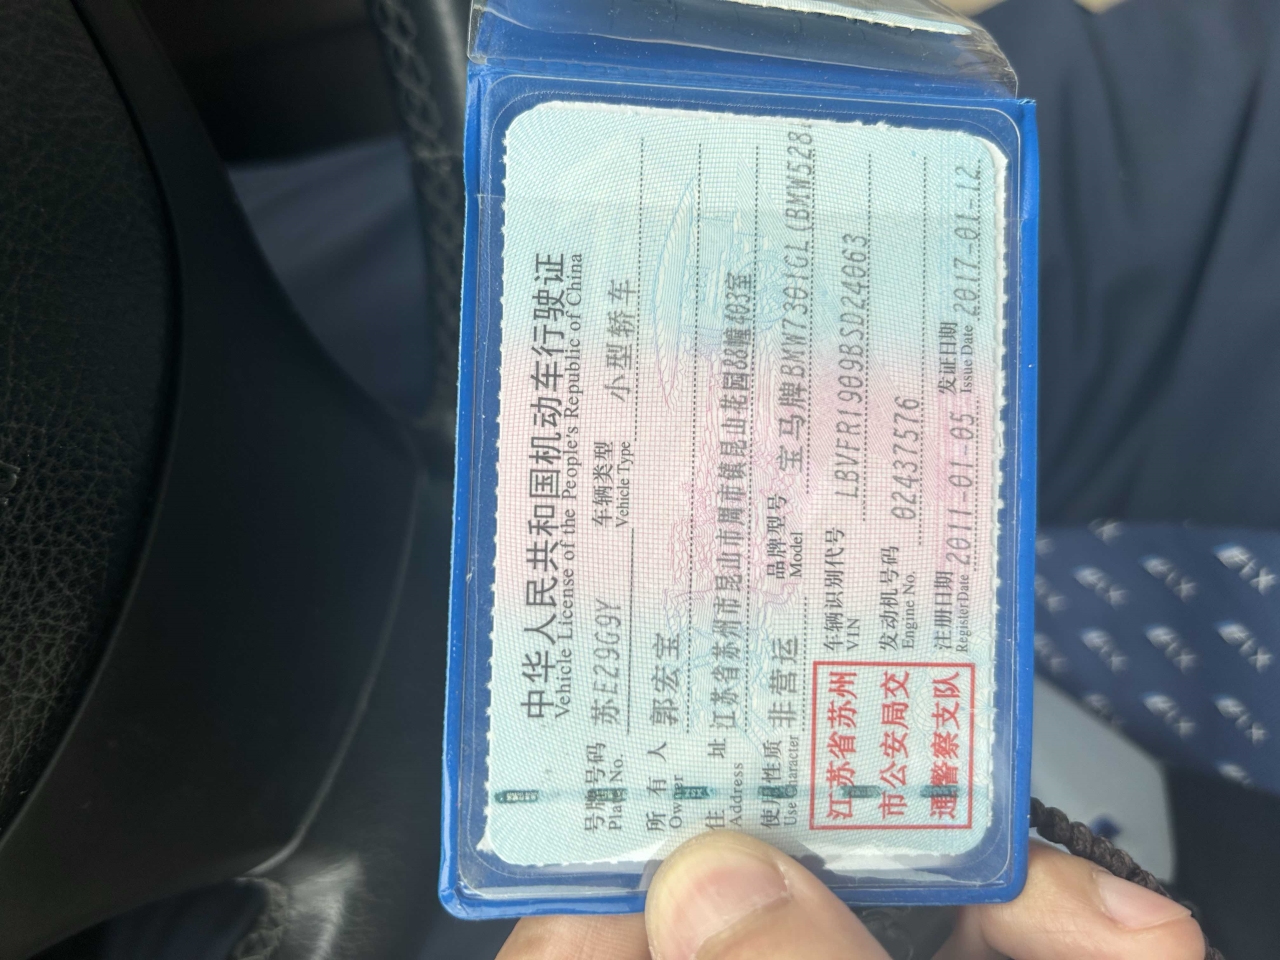 中华人民共和国机动车行驶证
Vehicle License of the People's Republic of China
号牌号码 苏E29G9Y 车辆类型 小型轿车
Plate No. Vehicle Type
所有人 郭宏宝
Owner
住址 江苏省苏州市昆山市周市镇昆山花园88幢403室
Address
使用性质 非营运 品牌型号 宝马牌BMW7301GL(BMW528
Use Character Model
江苏省苏州
市公安局交
通警察支队
车辆识别代号 LBVFR1909BSD24063
VIN
发动机号码 02437576
Engine No.
注册日期 2011-01-05 发证日期 2017-01-12
Register Date Issue Date